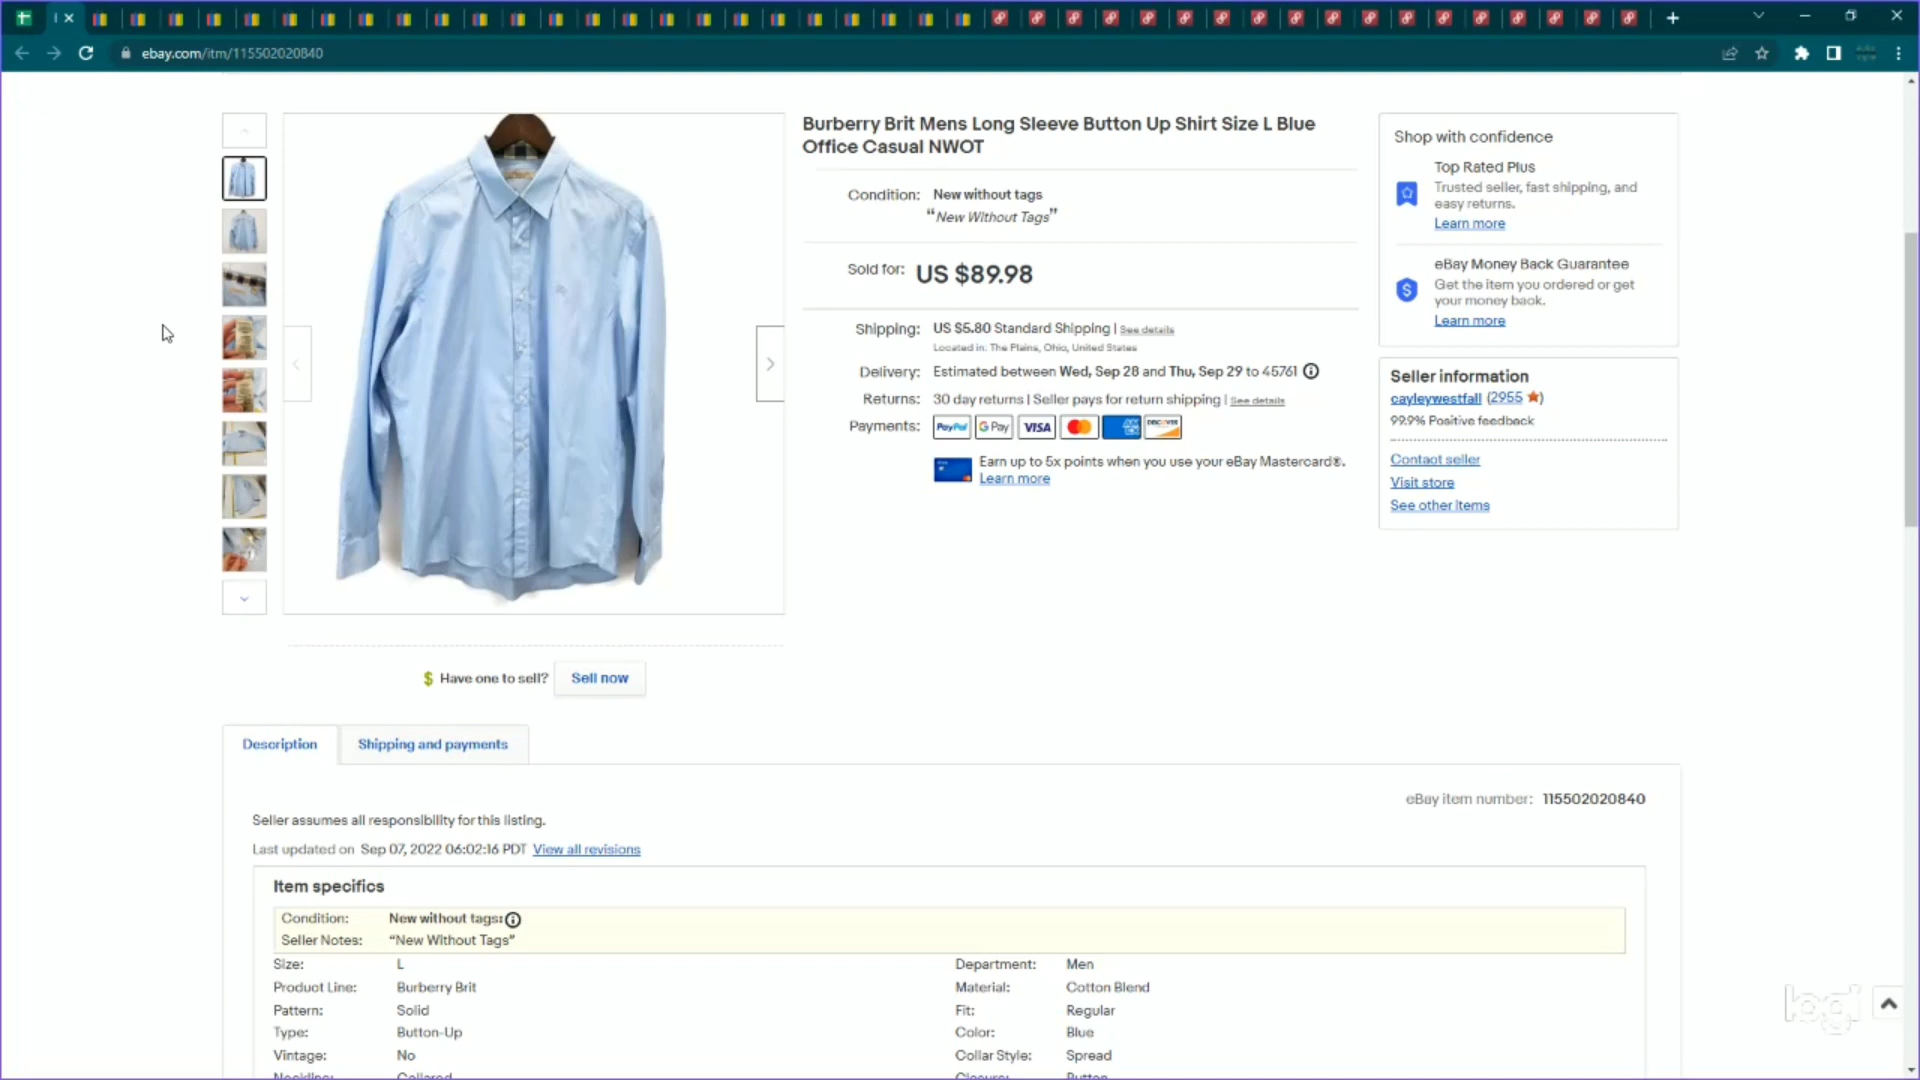 ebay.com/itm/115502020840
Burberry Brit Mens Long Sleeve Button Up Shirt Size L Blue
Office Casual NWOT
Condition: New without tags
“New Without Tags”
Sold for: US $89.98
Shipping: US $5.80 Standard Shipping | See details
Located in: The Plains, Ohio, United States
Delivery: Estimated between Wed, Sep 28 and Thu, Sep 29 to 45761
Returns: 30 day returns | Seller pays for return shipping | See details
Payments: PayPal G Pay VISA DISCOVER
Earn up to 5x points when you use your eBay Mastercard®.
Learn more
Shop with confidence
Top Rated Plus
Trusted seller, fast shipping, and
easy returns.
Learn more
eBay Money Back Guarantee
Get the item you ordered or get
your money back.
Learn more
Seller information
cayleywestfall (2955)
99.9% Positive feedback
Contact seller
Visit store
See other items
$ Have one to sell? Sell now
Description Shipping and payments
eBay item number: 115502020840
Seller assumes all responsibility for this listing.
Last updated on Sep 07, 2022 06:02:16 PDT View all revisions
Item specifics
Condition: New without tags:
Seller Notes: “New Without Tags”
Size: L Department: Men
Product Line: Burberry Brit Material: Cotton Blend
Pattern: Solid Fit: Regular
Type: Button-Up Color: Blue
Vintage: No Collar Style: Spread
Neckline: Collared Closure: Button
logi